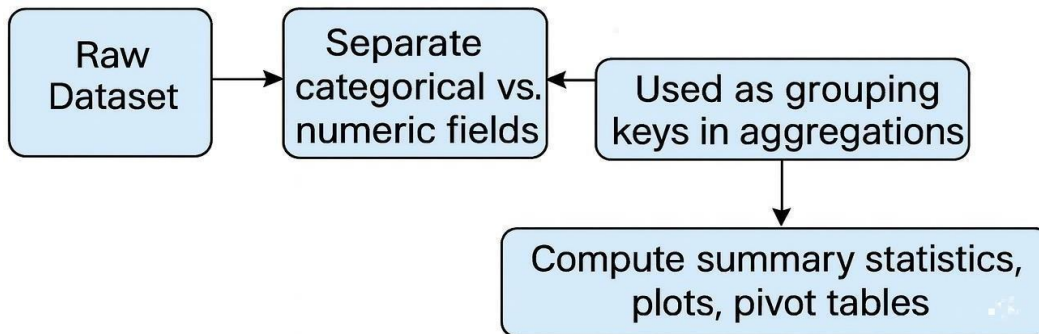 Raw
Dataset
Separate
categorical vs.
numeric fields
Used as grouping
keys in aggregations
Compute summary statistics,
plots, pivot tables